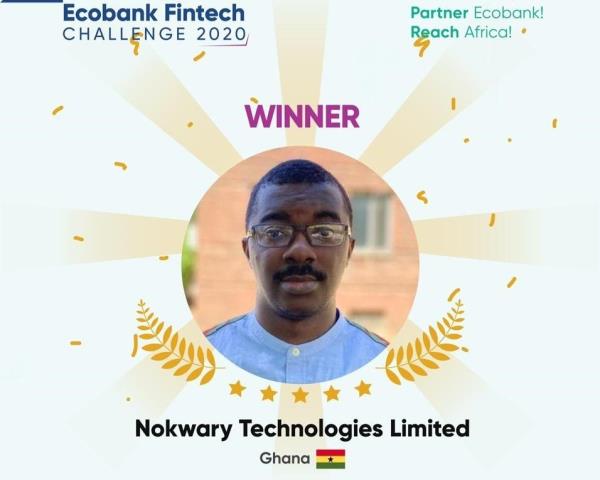 Ecobank Fintech
CHALLENGE 2020
Partner Ecobank!
Reach Africa!
WINNER
Nokwary Technologies Limited
Ghana